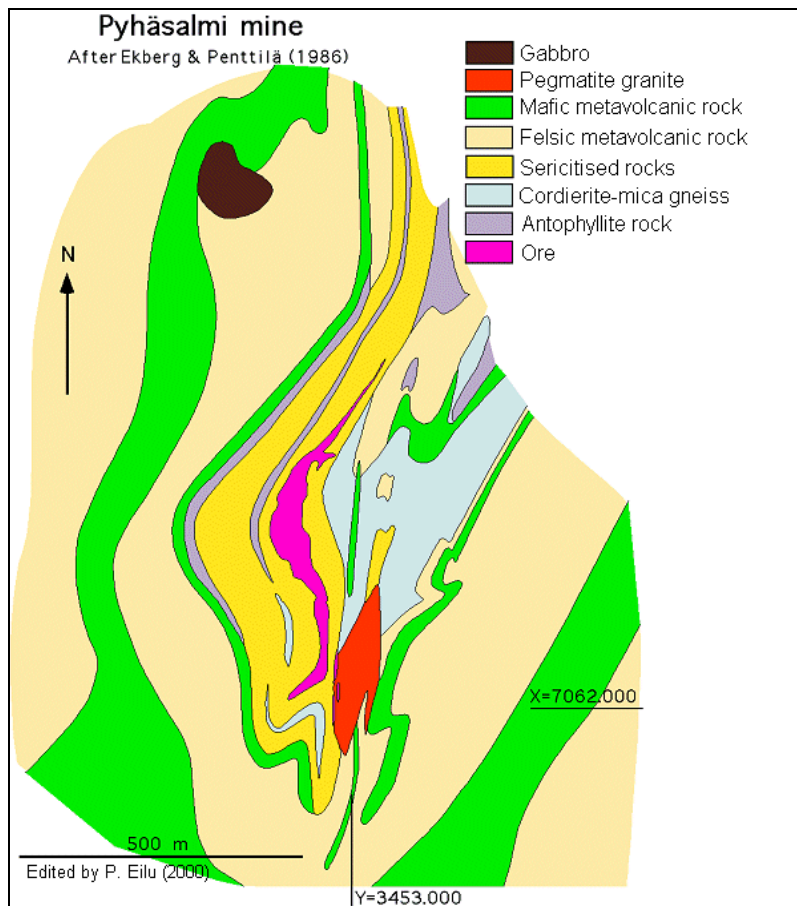 Pyhäsalmi mine
After Ekberg & Penttilä (1986)
Gabbro
Pegmatite granite
Mafic metavolcanic rock
Felsic metavolcanic rock
Sericitised rocks
Cordierite-mica gneiss
Antophyllite rock
Ore
N
X=7062.000
500 m
Edited by P. Eilu (2000)
Y=3453.000